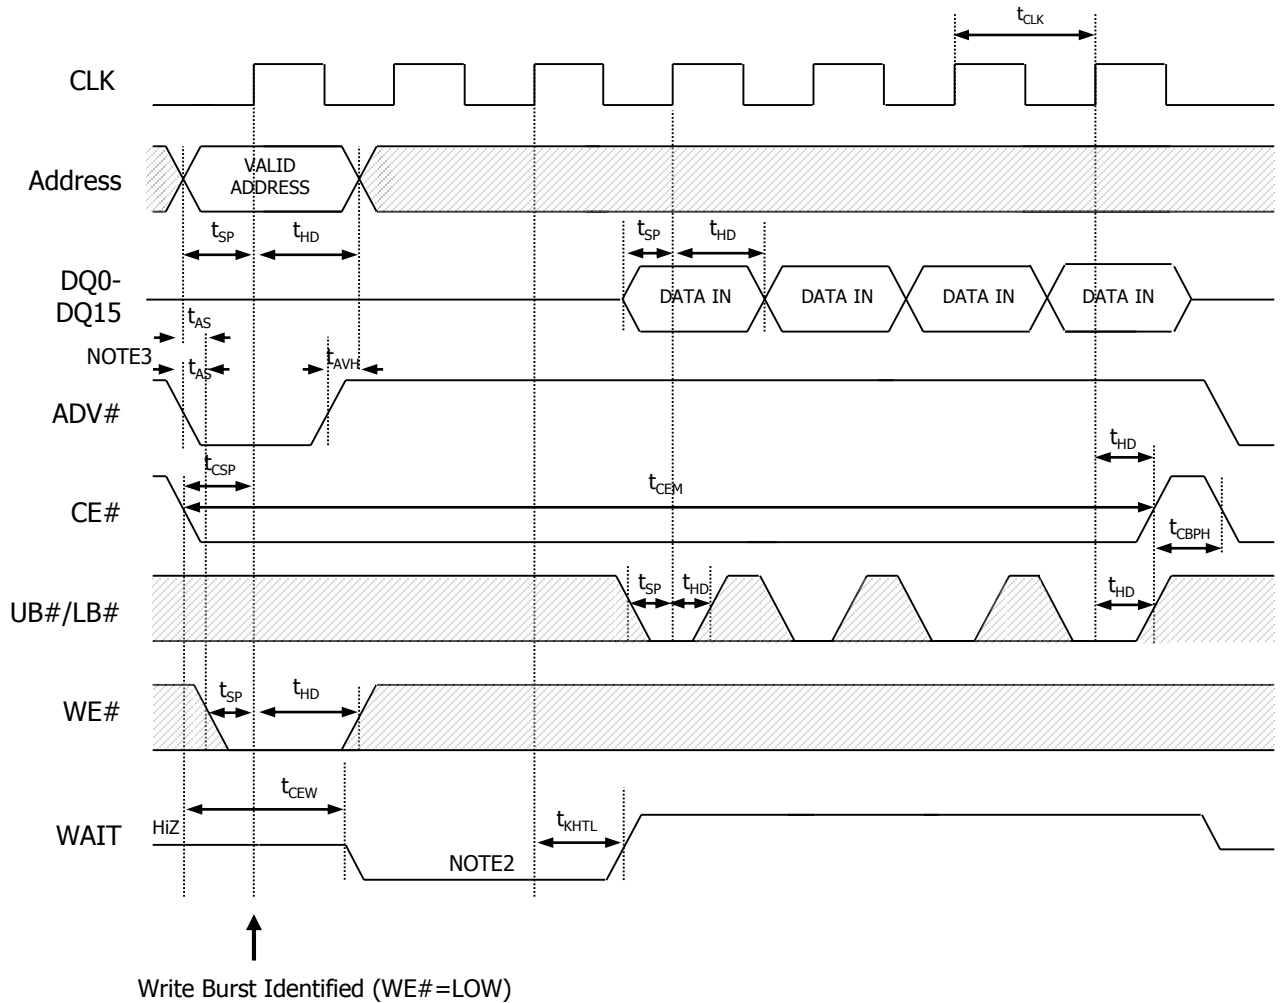 tCLK
CLK
Address
VALID
ADDRESS
tSP
tHD
tSP
tHD
DQ0-
DQ15
DATA IN
DATA IN
DATA IN
DATA IN
tAS
NOTE3
tAS
tAVH
ADV#
tHD
tCSP
tCEM
CE#
tCBPH
UB#/LB#
tSP
tHD
tHD
WE#
tSP
tHD
tCEW
WAIT
HiZ
tKHTL
NOTE2
Write Burst Identified (WE#=LOW)